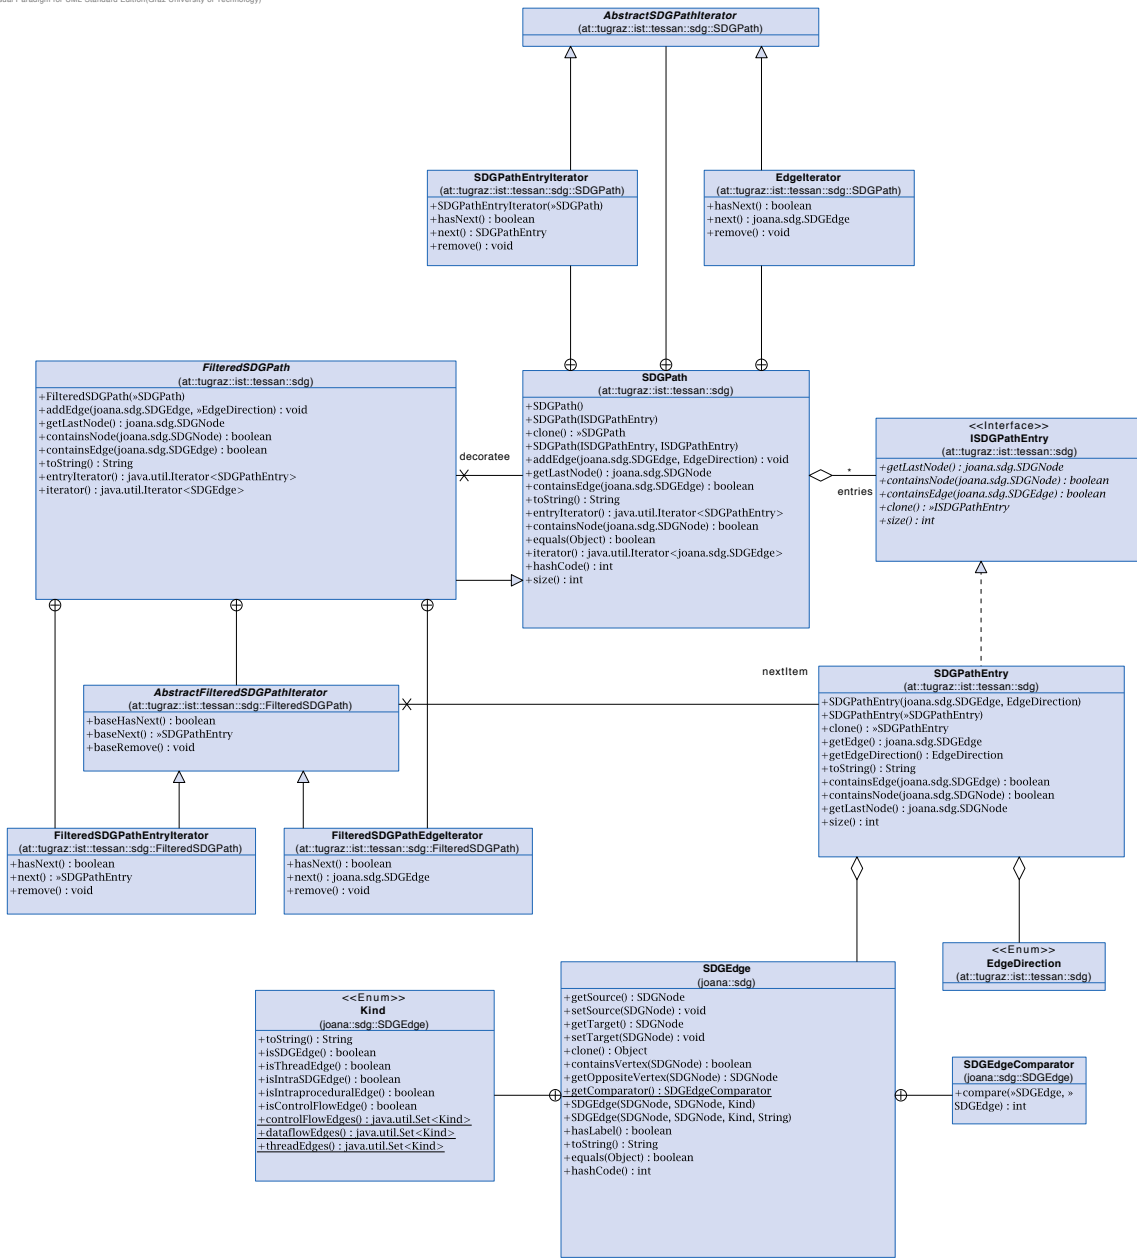 AbstractSDGPathIterator
(at::tugraz::ist::tessan::sdg::SDGPath)
SDGPathEntryIterator
(at::tugraz::ist::tessan::sdg::SDGPath)
+SDGPathEntryIterator(»SDGPath)
+hasNext() : boolean
+next() : SDGPathEntry
+remove() : void
EdgeIterator
(at::tugraz::ist::tessan::sdg::SDGPath)
+hasNext() : boolean
+next() : joana.sdg.SDGEdge
+remove() : void
FilteredSDGPath
(at::tugraz::ist::tessan::sdg)
+FilteredSDGPath(»SDGPath)
+addEdge(joana.sdg.SDGEdge, »EdgeDirection) : void
+getLastNode() : joana.sdg.SDGNode
+containsNode(joana.sdg.SDGNode) : boolean
+containsEdge(joana.sdg.SDGEdge) : boolean
+toString() : String
+entryIterator() : java.util.Iterator<SDGPathEntry>
+iterator() : java.util.Iterator<SDGEdge>
decoratee
SDGPath
(at::tugraz::ist::tessan::sdg)
+SDGPath()
+SDGPath(ISDGPathEntry)
+clone() : »SDGPath
+SDGPath(ISDGPathEntry, ISDGPathEntry)
+addEdge(joana.sdg.SDGEdge, EdgeDirection) : void
+getLastNode() : joana.sdg.SDGNode
+containsEdge(joana.sdg.SDGEdge) : boolean
+toString() : String
+entryIterator() : java.util.Iterator<SDGPathEntry>
+containsNode(joana.sdg.SDGNode) : boolean
+equals(Object) : boolean
+iterator() : java.util.Iterator<joana.sdg.SDGEdge>
+hashCode() : int
+size() : int
*
entries
<<Interface>>
ISDGPathEntry
(at::tugraz::ist::tessan::sdg)
+getLastNode() : joana.sdg.SDGNode
+containsNode(joana.sdg.SDGNode) : boolean
+containsEdge(joana.sdg.SDGEdge) : boolean
+clone() : »ISDGPathEntry
+size() : int
nextItem
AbstractFilteredSDGPathIterator
(at::tugraz::ist::tessan::sdg::FilteredSDGPath)
+baseHasNext() : boolean
+baseNext() : »SDGPathEntry
+baseRemove() : void
SDGPathEntry
(at::tugraz::ist::tessan::sdg)
+SDGPathEntry(joana.sdg.SDGEdge, EdgeDirection)
+SDGPathEntry(»SDGPathEntry)
+clone() : »SDGPathEntry
+getEdge() : joana.sdg.SDGEdge
+getEdgeDirection() : EdgeDirection
+toString() : String
+containsEdge(joana.sdg.SDGEdge) : boolean
+containsNode(joana.sdg.SDGNode) : boolean
+getLastNode() : joana.sdg.SDGNode
+size() : int
FilteredSDGPathEntryIterator
(at::tugraz::ist::tessan::sdg::FilteredSDGPath)
+hasNext() : boolean
+next() : »SDGPathEntry
+remove() : void
FilteredSDGPathEdgeIterator
(at::tugraz::ist::tessan::sdg::FilteredSDGPath)
+hasNext() : boolean
+next() : joana.sdg.SDGEdge
+remove() : void
<<Enum>>
EdgeDirection
(at::tugraz::ist::tessan::sdg)
<<Enum>>
Kind
(joana::sdg::SDGEdge)
+toString() : String
+isSDGEdge() : boolean
+isThreadEdge() : boolean
+isIntraSDGEdge() : boolean
+isIntraproceduralEdge() : boolean
+isControlFlowEdge() : boolean
+controlFlowEdges() : java.util.Set<Kind>
+dataflowEdges() : java.util.Set<Kind>
+threadEdges() : java.util.Set<Kind>
SDGEdge
(joana::sdg)
+getSource() : SDGNode
+setSource(SDGNode) : void
+getTarget() : SDGNode
+setTarget(SDGNode) : void
+clone() : Object
+containsVertex(SDGNode) : boolean
+getOppositeVertex(SDGNode) : SDGNode
+getComparator() : SDGEdgeComparator
+SDGEdge(SDGNode, SDGNode, Kind)
+SDGEdge(SDGNode, SDGNode, Kind, String)
+hasLabel() : boolean
+toString() : String
+equals(Object) : boolean
+hashCode() : int
SDGEdgeComparator
(joana::sdg::SDGEdge)
+compare(»SDGEdge, »
SDGEdge) : int